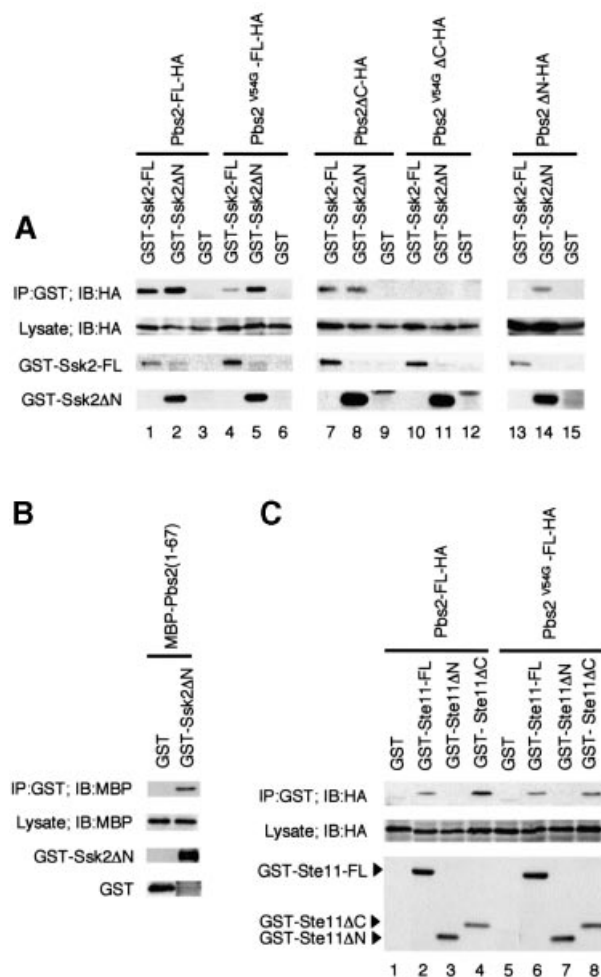 A
Pbs2-FL-HA
Pbs2 V54G -FL-HA
Pbs2ΔC-HA
Pbs2 V54G ΔC-HA
Pbs2 ΔN-HA
GST-Ssk2-FL
GST-Ssk2ΔN
GST
GST-Ssk2-FL
GST-Ssk2ΔN
GST
GST-Ssk2-FL
GST-Ssk2ΔN
GST
GST-Ssk2-FL
GST-Ssk2ΔN
GST
GST-Ssk2-FL
GST-Ssk2ΔN
GST
IP:GST; IB:HA
Lysate; IB:HA
GST-Ssk2-FL
GST-Ssk2ΔN
1 2 3 4 5 6 7 8 9 10 11 12 13 14 15
B
MBP-Pbs2(1-67)
GST
GST-Ssk2ΔN
IP:GST; IB:MBP
Lysate; IB:MBP
GST-Ssk2ΔN
GST
C
Pbs2-FL-HA
Pbs2 V54G -FL-HA
GST
GST-Ste11-FL
GST-Ste11ΔN
GST- Ste11ΔC
GST
GST-Ste11-FL
GST-Ste11ΔN
GST- Ste11ΔC
IP:GST; IB:HA
Lysate; IB:HA
GST-Ste11-FL
GST-Ste11ΔC
GST-Ste11ΔN
1 2 3 4 5 6 7 8